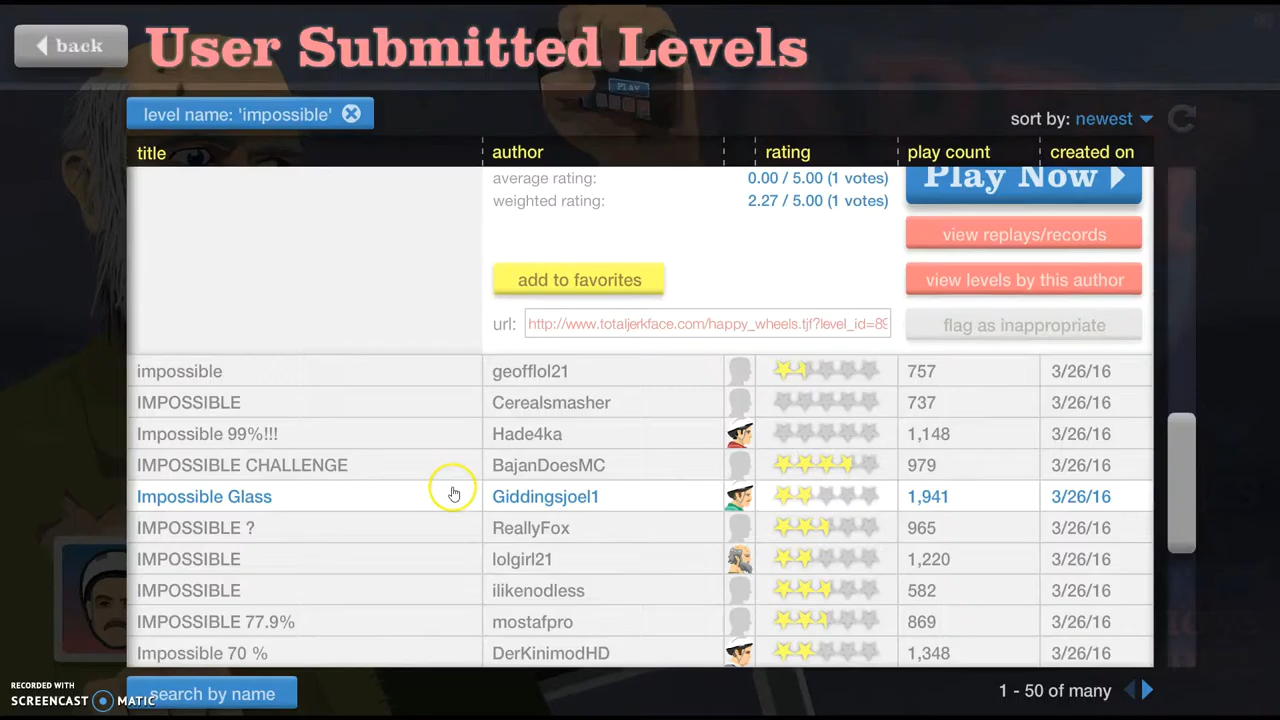 back
User Submitted Levels
Play
level name: 'impossible'
sort by: newest
title author rating play count created on
average rating: 0.00 / 5.00 (1 votes)
Play Now
weighted rating: 2.27 / 5.00 (1 votes)
view replays/records
add to favorites
view levels by this author
url: http://www.totaljerkface.com/happy_wheels.tjf?level_id=89
flag as inappropriate
impossible geofflol21 757 3/26/16
IMPOSSIBLE Cerealsmasher 737 3/26/16
Impossible 99%!!! Hade4ka 1,148 3/26/16
IMPOSSIBLE CHALLENGE BajanDoesMC 979 3/26/16
Impossible Glass Giddingsjoel1 1,941 3/26/16
IMPOSSIBLE ? ReallyFox 965 3/26/16
IMPOSSIBLE lolgirl21 1,220 3/26/16
IMPOSSIBLE ilikenodless 582 3/26/16
IMPOSSIBLE 77.9% mostafpro 869 3/26/16
Impossible 70 % DerKinimodHD 1,348 3/26/16
search by name
1 - 50 of many
RECORDED WITH
SCREENCAST MATIC